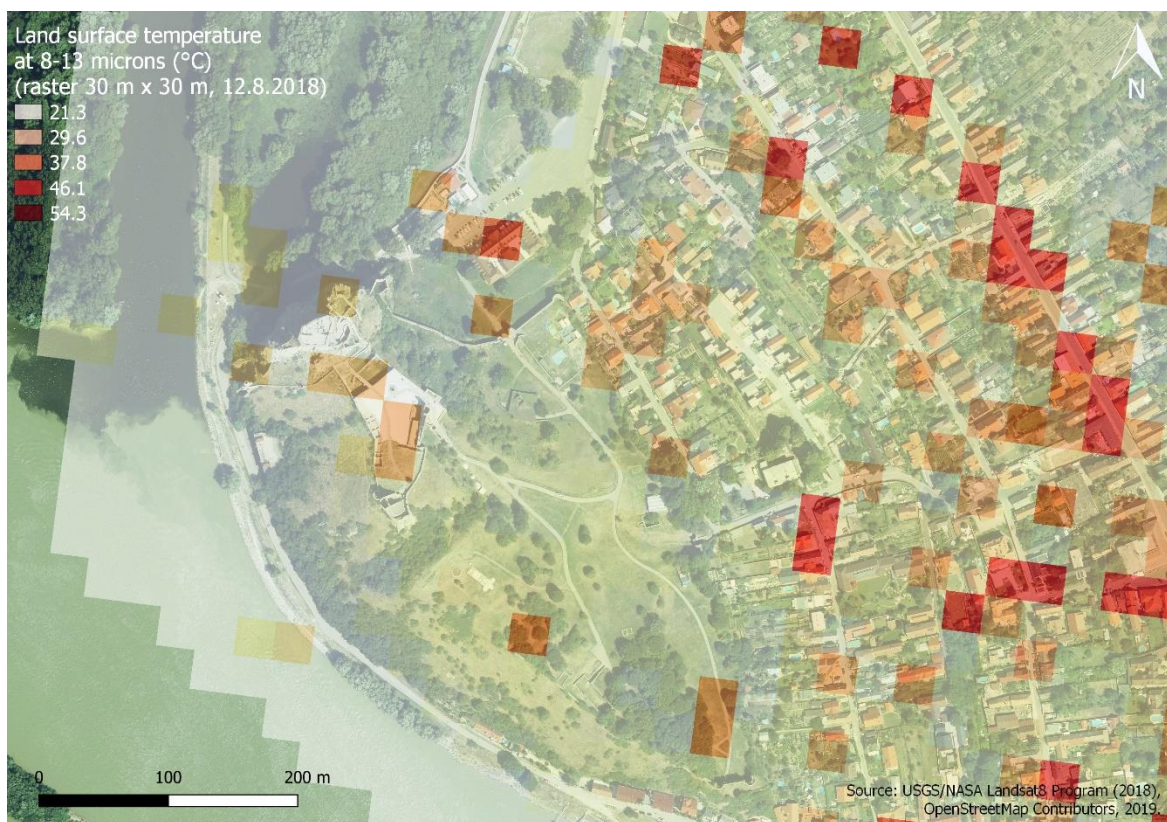 Land surface temperature
at 8-13 microns (°C)
(raster 30 m x 30 m, 12.8.2018)
21.3
29.6
37.8
46.1
54.3
N
0 100 200 m
Source: USGS/NASA Landsat8 Program (2018),
OpenStreetMap Contributors, 2019.